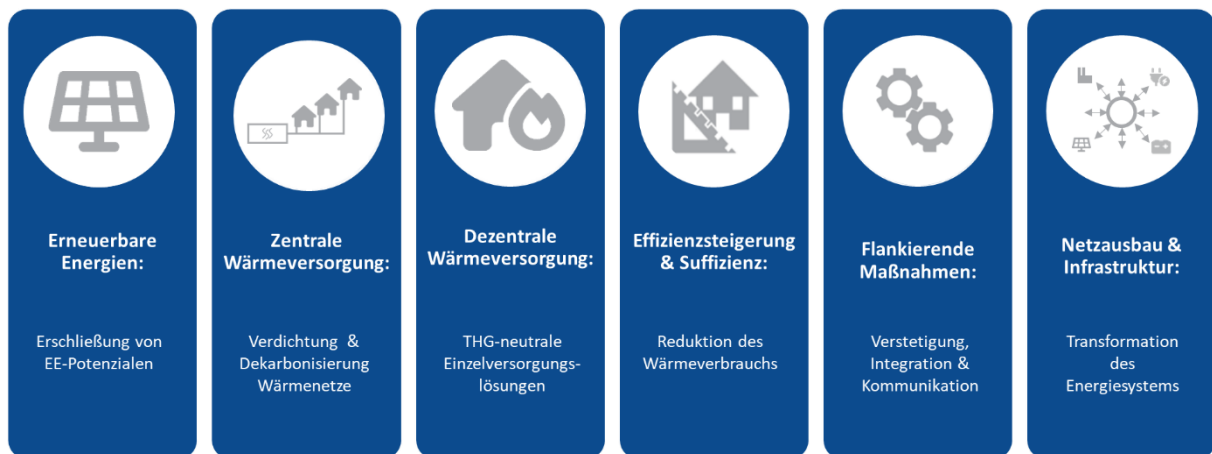 Erneuerbare
Energien:
Erschließung von
EE-Potenzialen
Zentrale
Wärmeversorgung:
Verdichtung &
Dekarbonisierung
Wärmenetze
Dezentrale
Wärmeversorgung:
THG-neutrale
Einzelversorgungs-
lösungen
Effizienzsteigerung
& Suffizienz:
Reduktion des
Wärmeverbrauchs
Flankierende
Maßnahmen:
Verstetigung,
Integration &
Kommunikation
Netzausbau &
Infrastruktur:
Transformation
des
Energiesystems